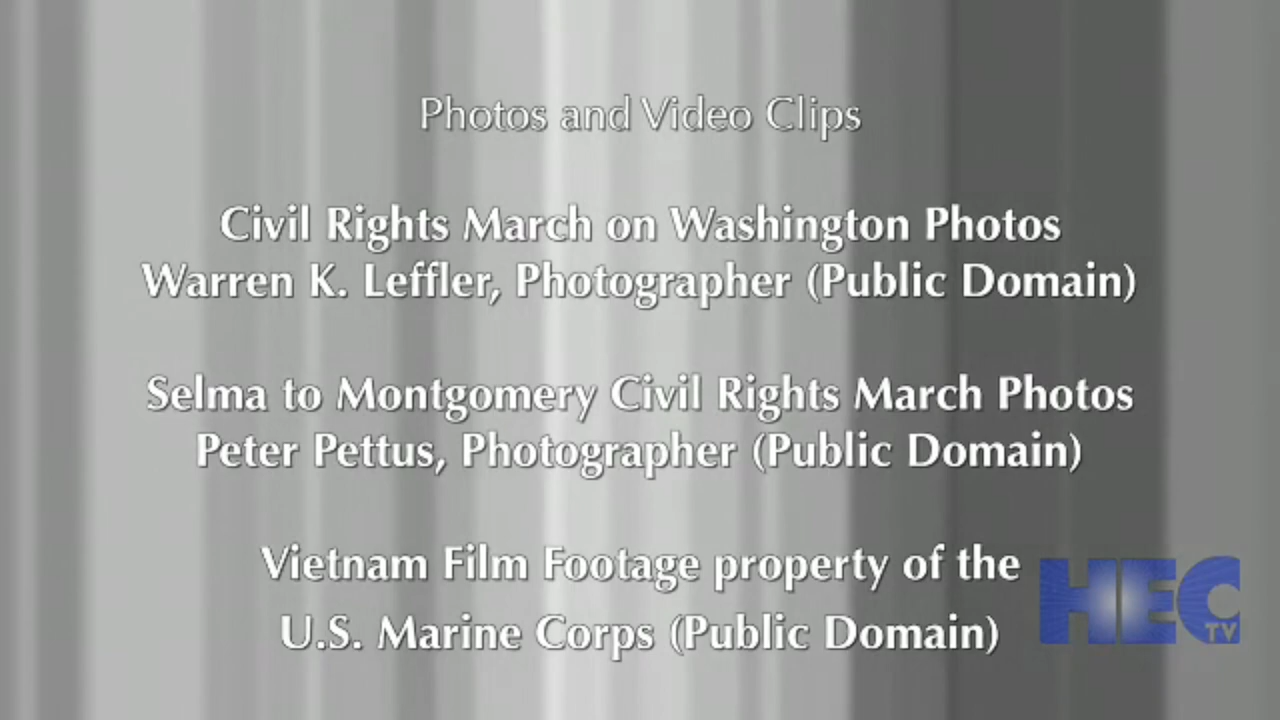 Photos and Video Clips
Civil Rights March on Washington Photos
Warren K. Leffler, Photographer (Public Domain)
Selma to Montgomery Civil Rights March Photos
Peter Pettus, Photographer (Public Domain)
Vietnam Film Footage property of the
U.S. Marine Corps (Public Domain)
HEC
TV